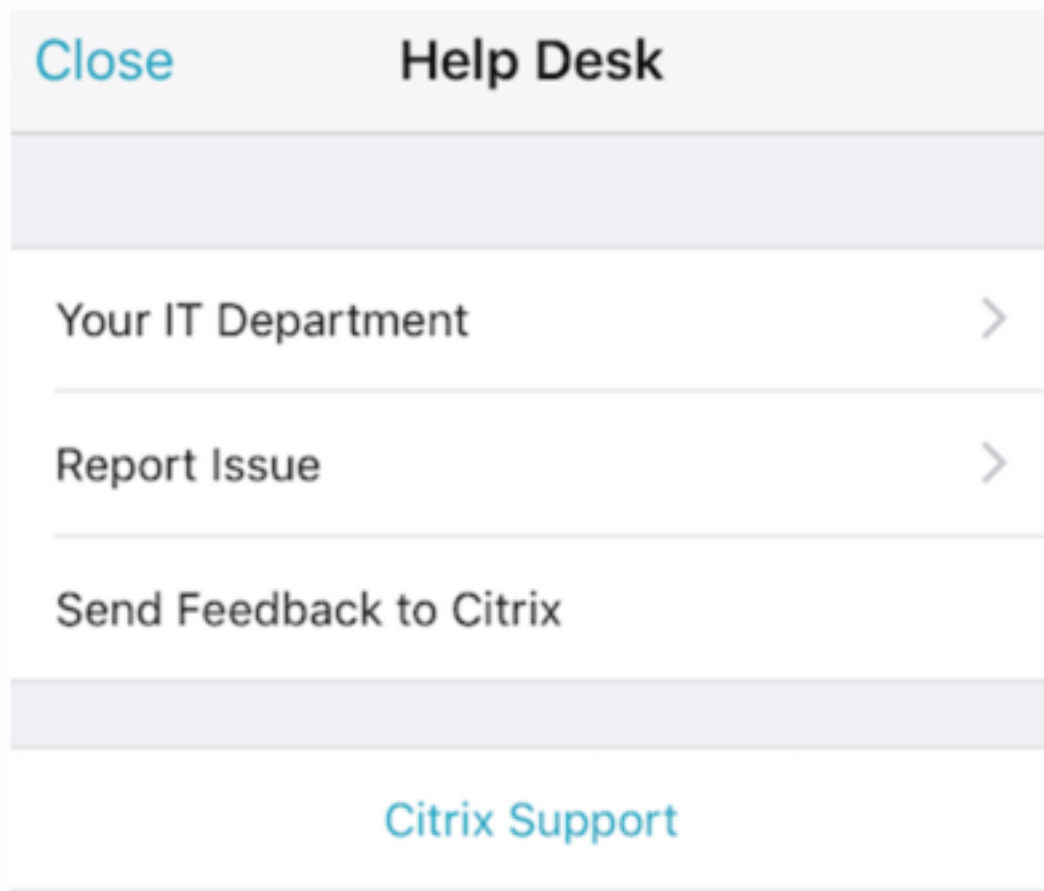 Close
Help Desk
Your IT Department
Report Issue
Send Feedback to Citrix
Citrix Support